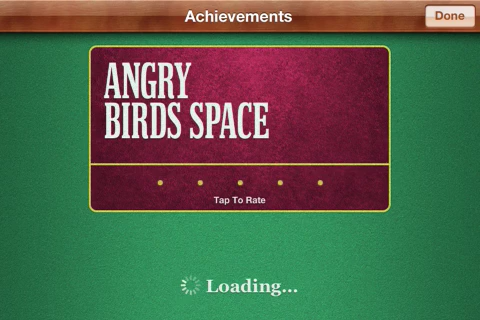 Achievements
Done
ANGRY
BIRDS SPACE
Tap To Rate
Loading...